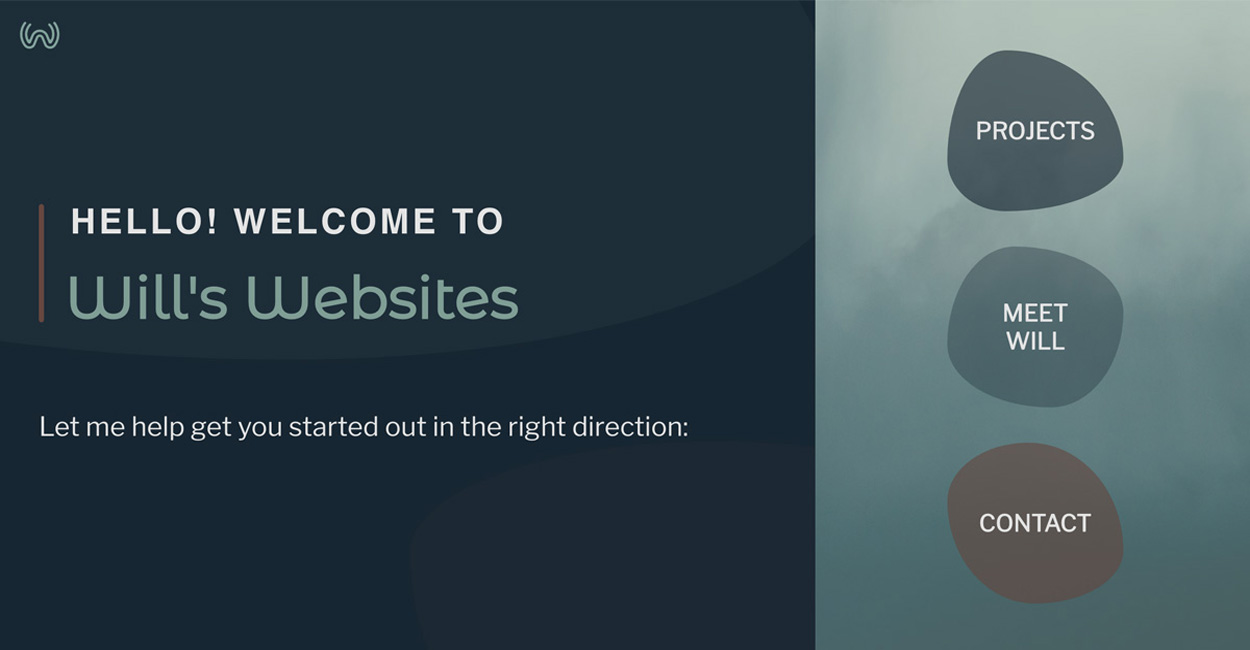 HELLO! WELCOME TO
Will's Websites
Let me help get you started out in the right direction:
PROJECTS
MEET
WILL
CONTACT